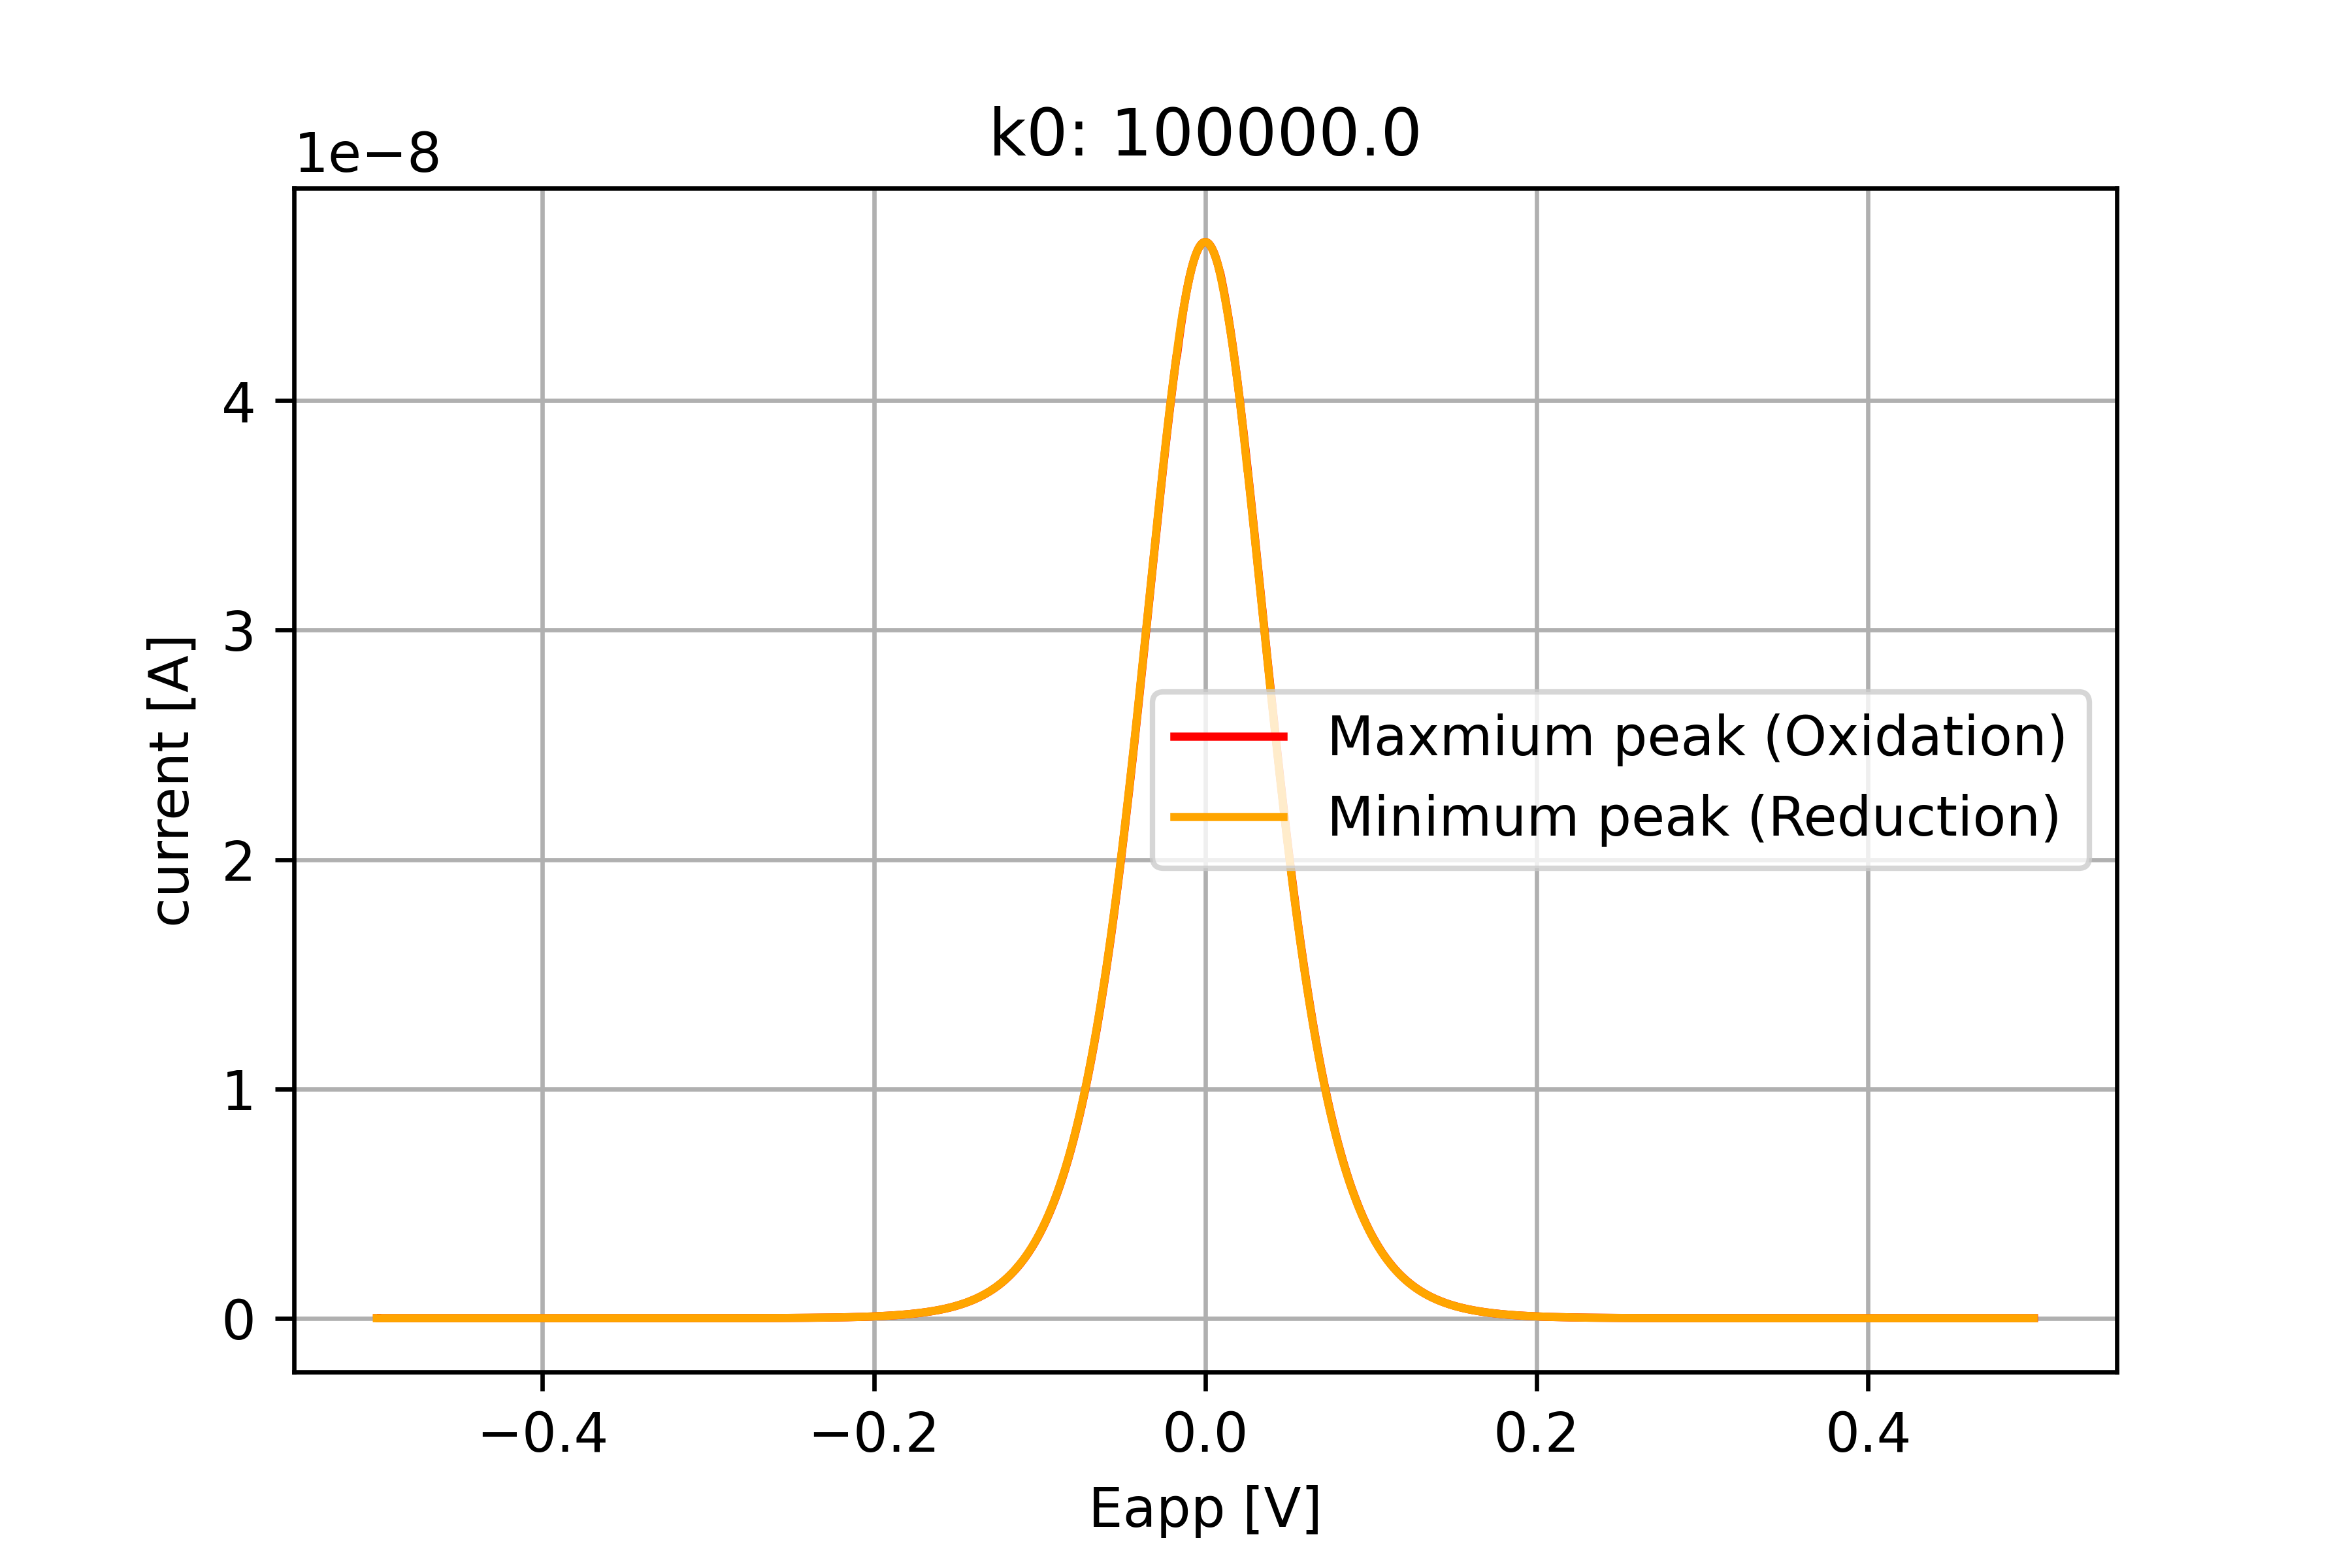 k0: 100000.0
1e−8
4
3
2
1
0
current [A]
Maxmium peak (Oxidation)
Minimum peak (Reduction)
−0.4
−0.2
0.0
0.2
0.4
Eapp [V]